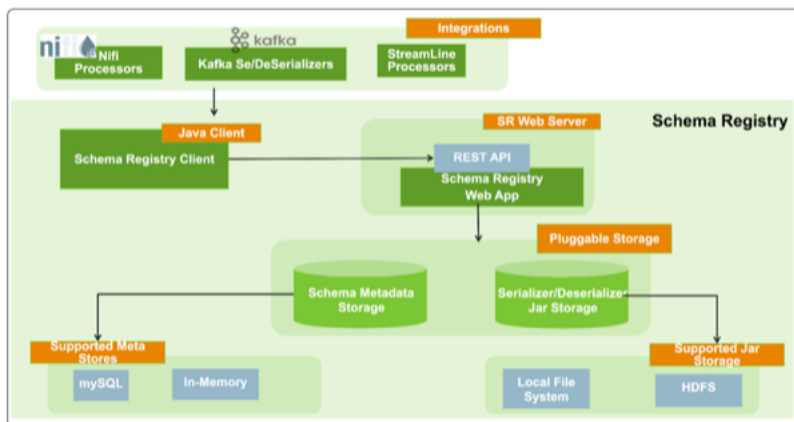 Integrations
nifi
Nifi
Processors
kafka
Kafka Se/DeSerializers
StreamLine
Processors
Java Client
Schema Registry Client
SR Web Server
Schema Registry
REST API
Schema Registry
Web App
Pluggable Storage
Schema Metadata
Storage
Serializer/Deserializer
Jar Storage
Supported Meta
Stores
mySQL
In-Memory
Supported Jar
Storage
Local File
System
HDFS